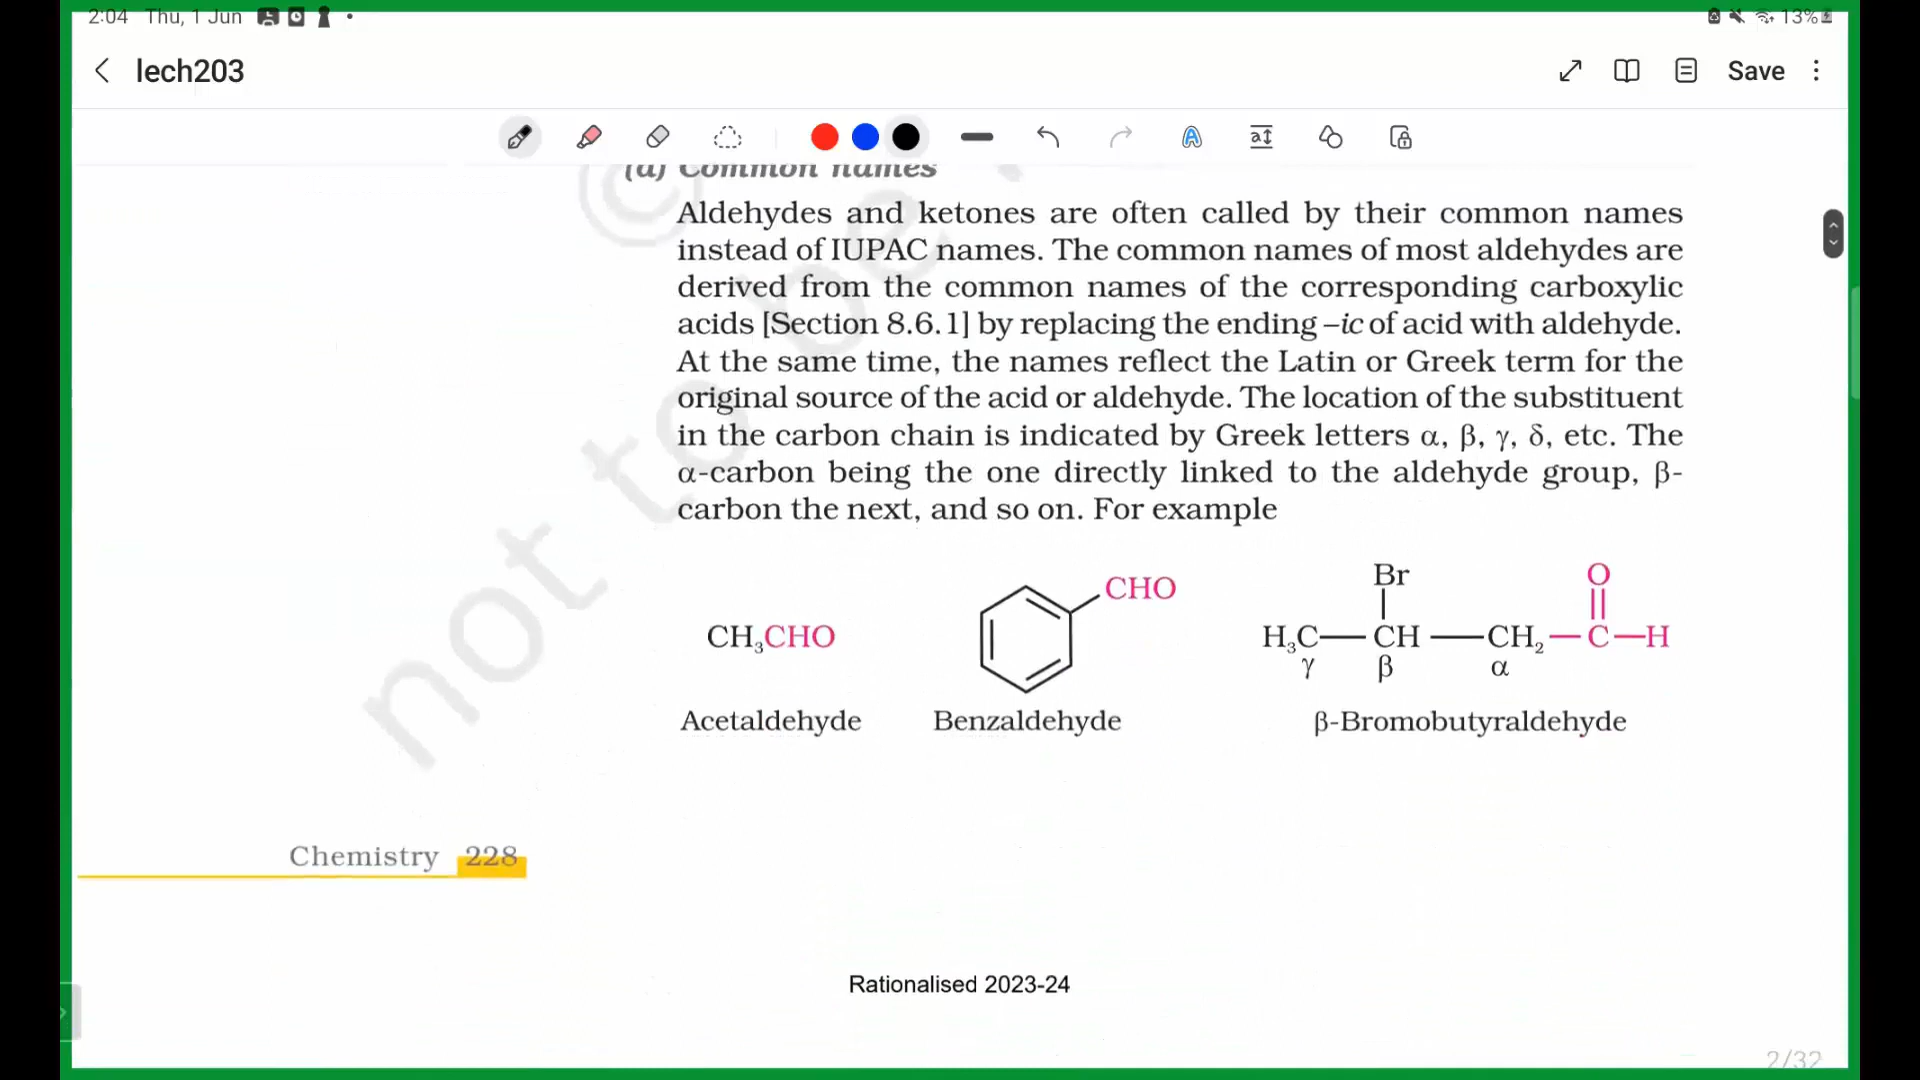 2:04 Thu, 1 Jun
13%
lech203
Save
(a) Common names
Aldehydes and ketones are often called by their common names
instead of IUPAC names. The common names of most aldehydes are
derived from the common names of the corresponding carboxylic
acids [Section 8.6.1] by replacing the ending –ic of acid with aldehyde.
At the same time, the names reflect the Latin or Greek term for the
original source of the acid or aldehyde. The location of the substituent
in the carbon chain is indicated by Greek letters α, β, γ, δ, etc. The
α-carbon being the one directly linked to the aldehyde group, β-
carbon the next, and so on. For example
Br O
CHO
CH₃CHO
H₃C—CH—CH₂—C—H
γ β α
Acetaldehyde Benzaldehyde β-Bromobutyraldehyde
© not to be
Chemistry 228
Rationalised 2023-24
2/32